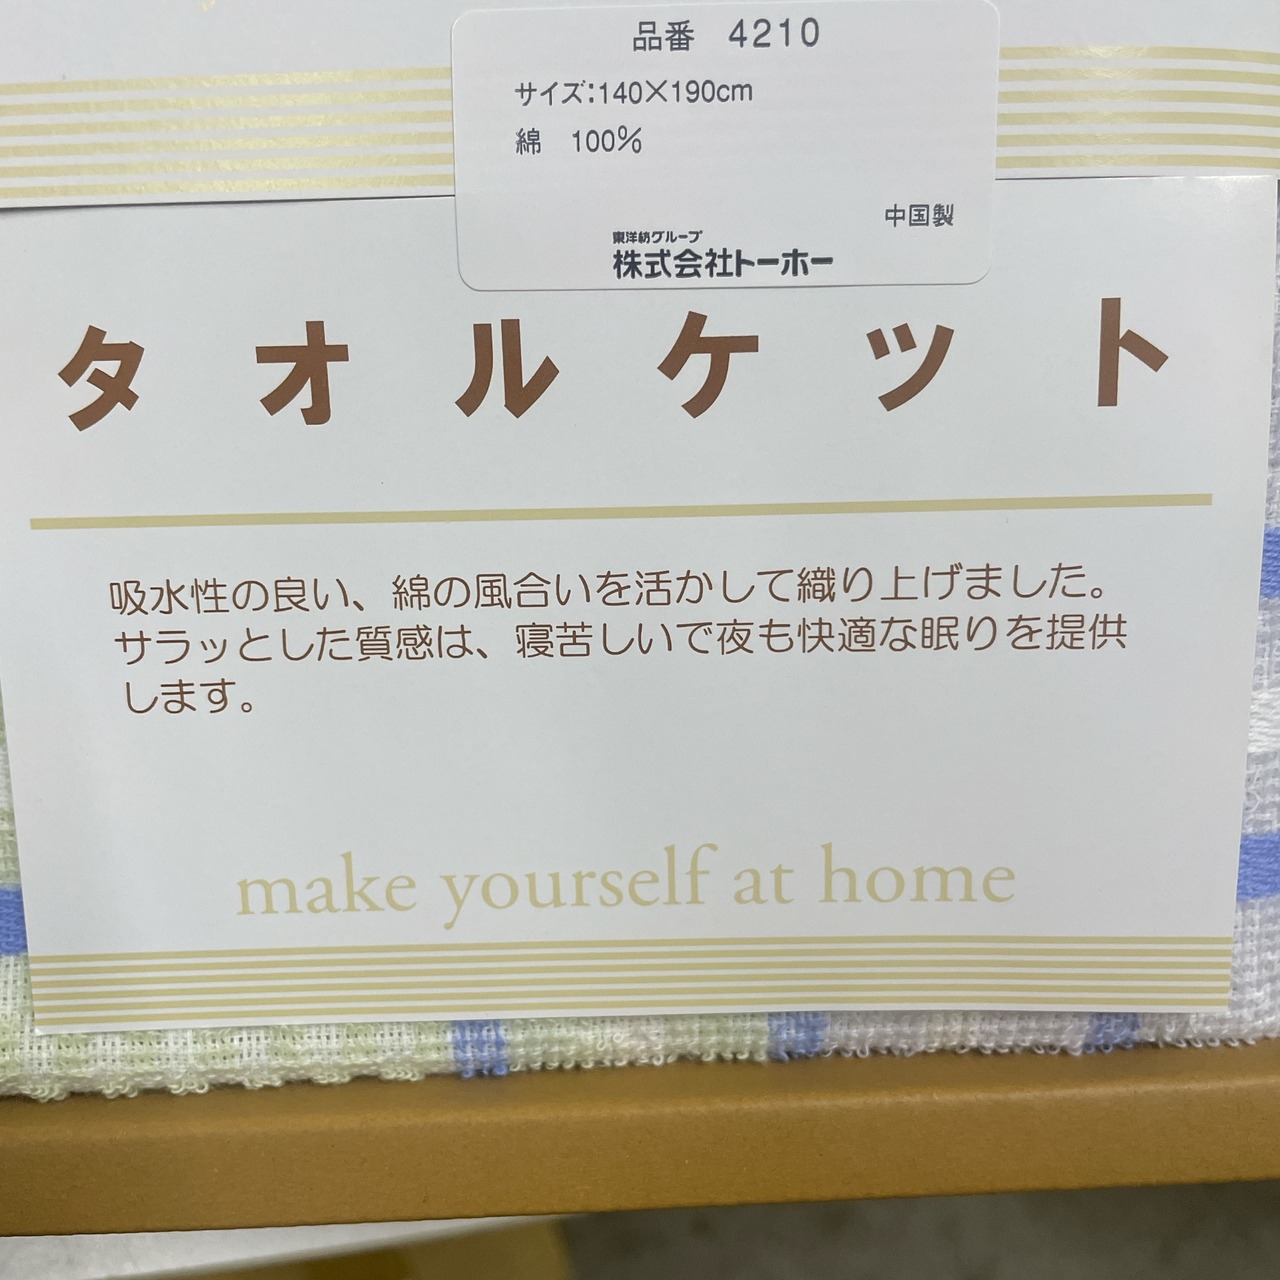 品番 4210
サイズ:140×190cm
綿 100%
中国製
東洋紡グループ
株式会社トーホー
タオルケット
吸水性の良い、綿の風合いを活かして織り上げました。
サラッとした質感は、寝苦しいで夜も快適な眠りを提供
します。
make yourself at home